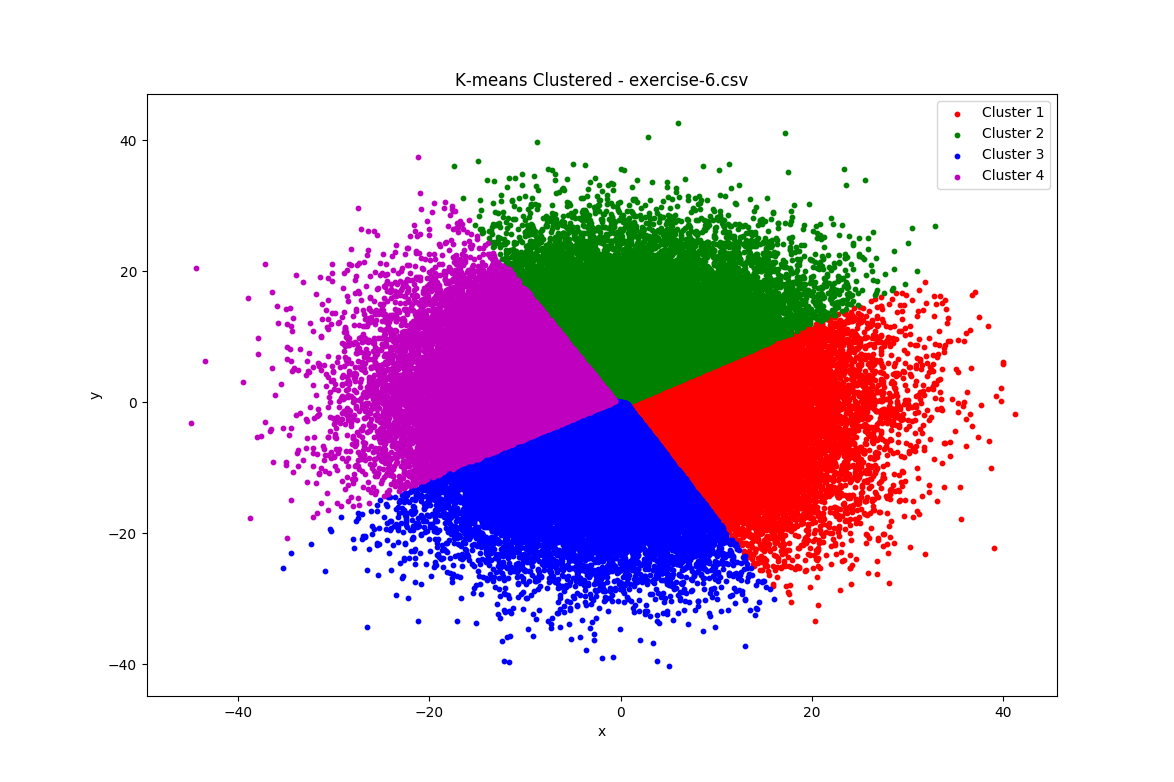 K-means Clustered - exercise-6.csv
Cluster 1
Cluster 2
Cluster 3
Cluster 4
40
20
0
−20
−40
y
−40
−20
0
20
40
x